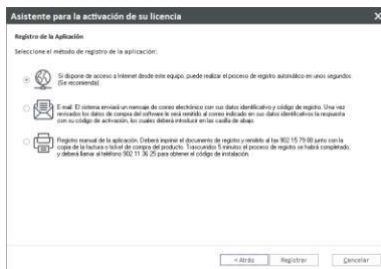 Asistente para la activación de su licencia
X
Registro de la Aplicación
Seleccione el método de registro de la aplicación:
Si dispone de acceso a Internet desde este equipo, puede realizar el proceso de registro automático en unos segundos
(Se recomienda)
E-mail: El sistema enviará un mensaje de correo electrónico con sus datos identificativo y código de registro. Una vez
revisados los datos de compra del software le será remitido al correo indicado en sus datos identificativos la respuesta
con su código de activación, los cuales deberá introducir en las casilla de abajo.
Registro manual de la aplicación. Deberá imprimir el documento de registro y remitirlo al fax 902 15 79 80 junto con la
copia de la factura o ticket de compra del producto. Trascurridos 5 minutos el proceso de registro se habrá completado
y deberá llamar al teléfono 902 11 36 25 para obtener el código de instalación.
< Atrás
Registrar
Cancelar